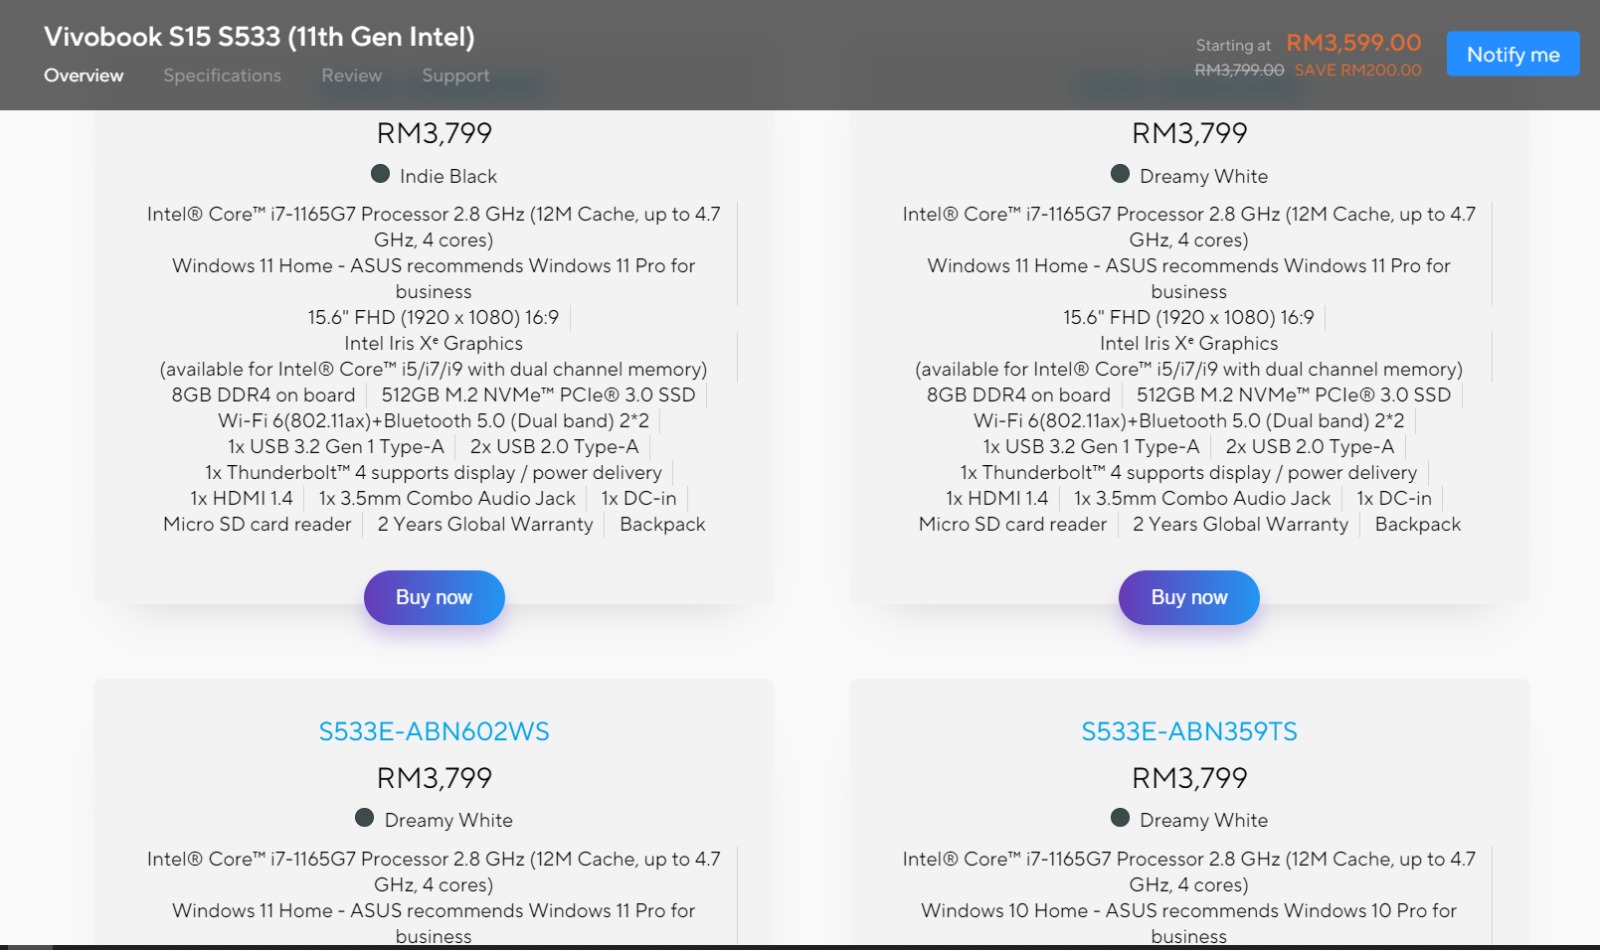 Vivobook S15 S533 (11th Gen Intel)
Overview Specifications Review Support
Starting at RM3,599.00
RM3,799.00 SAVE RM200.00
Notify me
RM3,799
Indie Black
Intel® Core™ i7-1165G7 Processor 2.8 GHz (12M Cache, up to 4.7
GHz, 4 cores)
Windows 11 Home - ASUS recommends Windows 11 Pro for
business
15.6" FHD (1920 x 1080) 16:9
Intel Iris Xᵉ Graphics
(available for Intel® Core™ i5/i7/i9 with dual channel memory)
8GB DDR4 on board 512GB M.2 NVMe™ PCIe® 3.0 SSD
Wi-Fi 6(802.11ax)+Bluetooth 5.0 (Dual band) 2*2
1x USB 3.2 Gen 1 Type-A 2x USB 2.0 Type-A
1x Thunderbolt™ 4 supports display / power delivery
1x HDMI 1.4 1x 3.5mm Combo Audio Jack 1x DC-in
Micro SD card reader 2 Years Global Warranty Backpack
Buy now
RM3,799
Dreamy White
Intel® Core™ i7-1165G7 Processor 2.8 GHz (12M Cache, up to 4.7
GHz, 4 cores)
Windows 11 Home - ASUS recommends Windows 11 Pro for
business
15.6" FHD (1920 x 1080) 16:9
Intel Iris Xᵉ Graphics
(available for Intel® Core™ i5/i7/i9 with dual channel memory)
8GB DDR4 on board 512GB M.2 NVMe™ PCIe® 3.0 SSD
Wi-Fi 6(802.11ax)+Bluetooth 5.0 (Dual band) 2*2
1x USB 3.2 Gen 1 Type-A 2x USB 2.0 Type-A
1x Thunderbolt™ 4 supports display / power delivery
1x HDMI 1.4 1x 3.5mm Combo Audio Jack 1x DC-in
Micro SD card reader 2 Years Global Warranty Backpack
Buy now
S533E-ABN602WS
RM3,799
Dreamy White
Intel® Core™ i7-1165G7 Processor 2.8 GHz (12M Cache, up to 4.7
GHz, 4 cores)
Windows 11 Home - ASUS recommends Windows 11 Pro for
business
S533E-ABN359TS
RM3,799
Dreamy White
Intel® Core™ i7-1165G7 Processor 2.8 GHz (12M Cache, up to 4.7
GHz, 4 cores)
Windows 10 Home - ASUS recommends Windows 10 Pro for
business